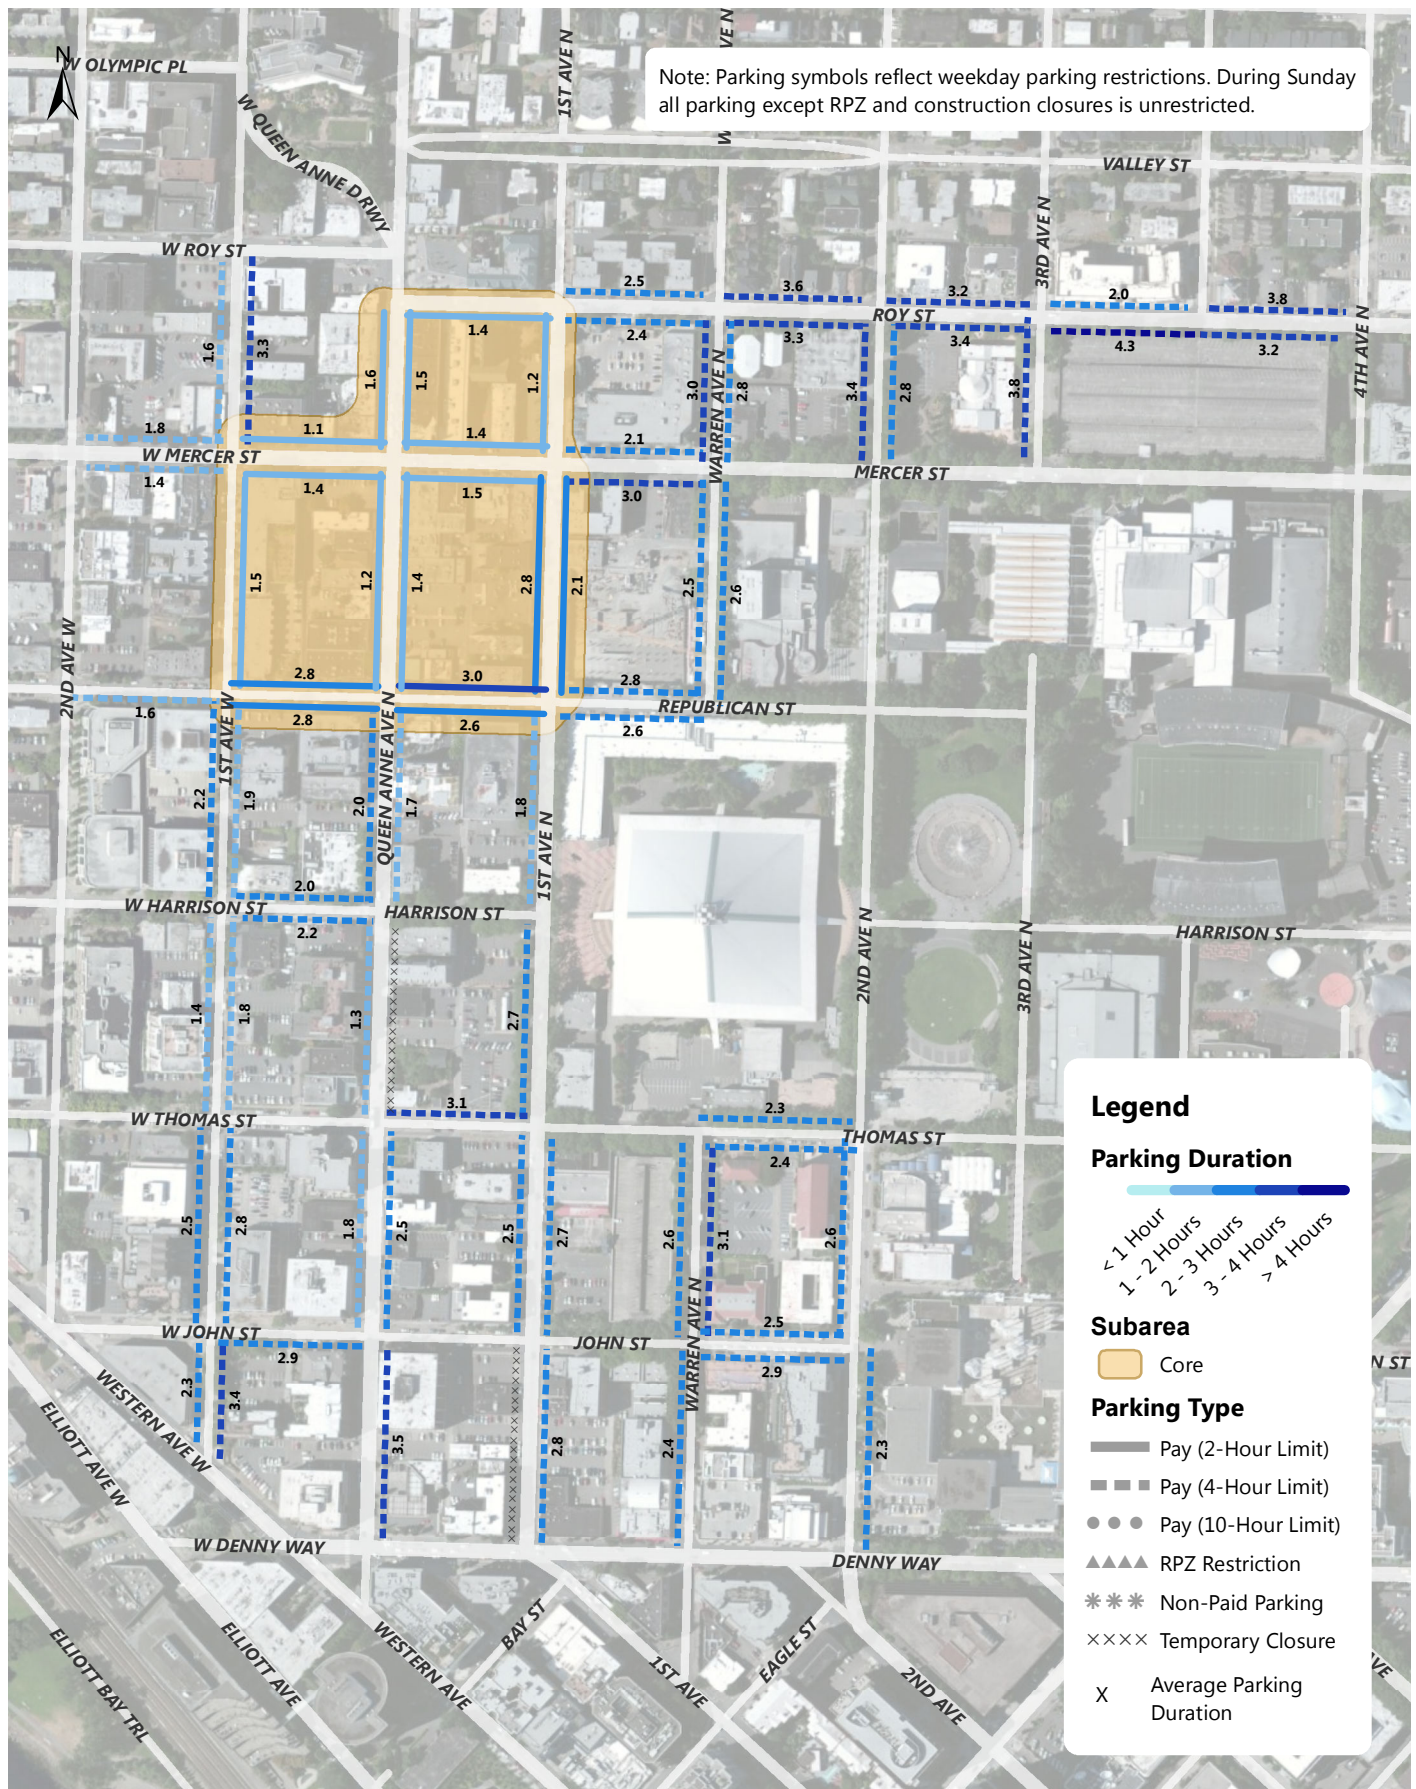 N
W OLYMPIC PL
1ST AVE N
VE N
W
Note: Parking symbols reflect weekday parking restrictions. During Sunday
all parking except RPZ and construction closures is unrestricted.
W QUEEN ANNE DRWY
VALLEY ST
3RD AVE N
W ROY ST
2.5
3.6
3.2
2.0
3.8
ROY ST
4TH AVE N
1.6
3.3
1.6
1.5
1.4
1.2
2.4
3.0
WARREN AVE N
2.8
3.3
3.4
2.8
3.4
3.8
4.3
3.2
1.8
1.1
1.4
2.1
W MERCER ST
MERCER ST
1.4
1.4
1.5
3.0
1.5
1.2
1.4
2.8
2.1
2.5
2.6
2ND AVE W
2.8
3.0
2.8
REPUBLICAN ST
1.6
2.8
2.6
2.6
1ST AVE W
QUEEN ANNE AVE N
2.2
1.9
2.0
1.7
1.8
1ST AVE N
2.0
W HARRISON ST
HARRISON ST
HARRISON ST
2.2
2ND AVE N
3RD AVE N
1.4
1.8
1.3
2.7
3.1
2.3
W THOMAS ST
THOMAS ST
2.4
2.5
2.8
1.8
2.5
2.5
2.7
2.6
3.1
2.6
2.5
WARREN AVE N
W JOHN ST
JOHN ST
N ST
2.9
2.9
2.3
3.4
3.5
2.8
2.4
2.3
WESTERN AVE W
ELLIOTT AVE W
W DENNY WAY
DENNY WAY
BAY ST
EAGLE ST
ELLIOTT BAY TRL
ELLIOTT AVE
WESTERN AVE
1ST AVE
2ND AVE
VE
Legend
Parking Duration
< 1 Hour
1 - 2 Hours
2 - 3 Hours
3 - 4 Hours
> 4 Hours
Subarea
Core
Parking Type
Pay (2-Hour Limit)
Pay (4-Hour Limit)
Pay (10-Hour Limit)
RPZ Restriction
Non-Paid Parking
Temporary Closure
X Average Parking
Duration